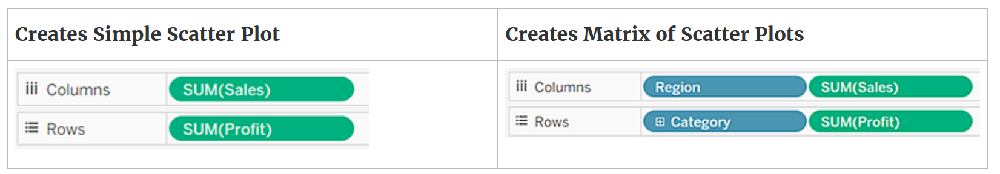 Creates Simple Scatter Plot
Columns SUM(Sales)
Rows SUM(Profit)
Creates Matrix of Scatter Plots
Columns Region SUM(Sales)
Rows Category SUM(Profit)